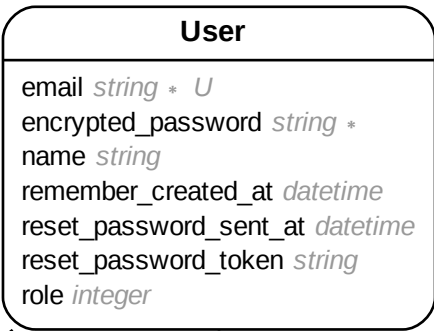 User
email string * U
encrypted_password string *
name string
remember_created_at datetime
reset_password_sent_at datetime
reset_password_token string
role integer